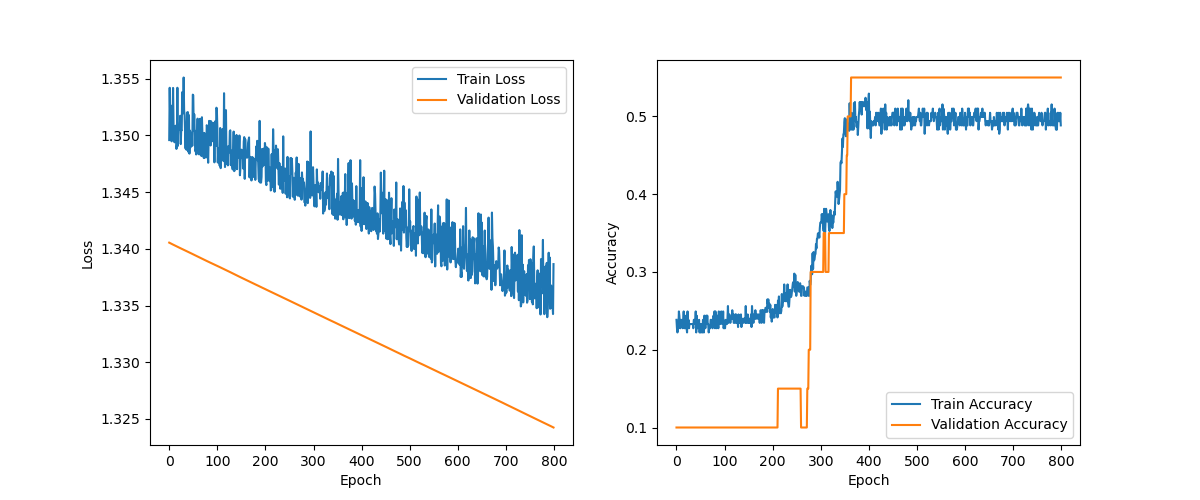 Train Loss
Validation Loss
1.355
1.350
1.345
1.340
1.335
1.330
1.325
Loss
0 100 200 300 400 500 600 700 800
Epoch
0.5
0.4
0.3
0.2
0.1
Accuracy
Train Accuracy
Validation Accuracy
0 100 200 300 400 500 600 700 800
Epoch